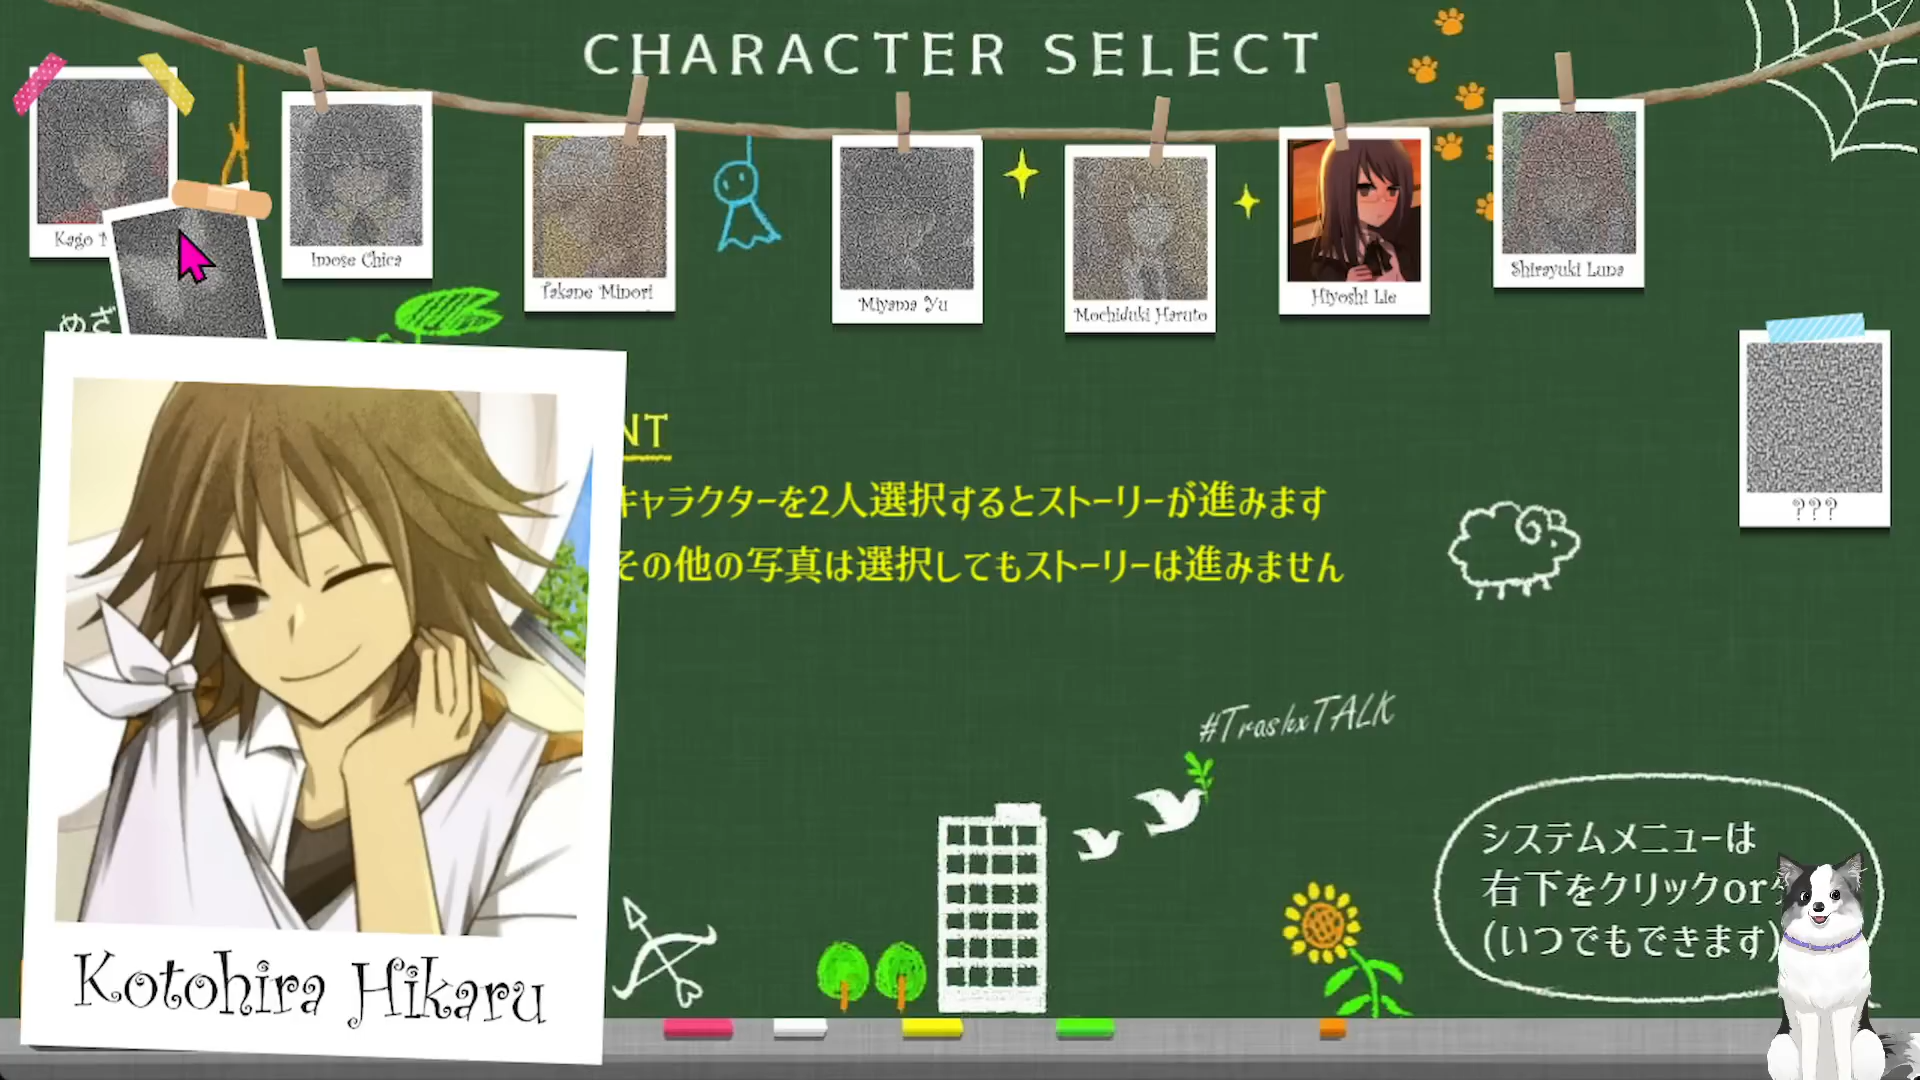 CHARACTER SELECT
Kago
Imose Chica
Takane Minori
Miyama Yu
Mochiduki Haruto
Hiyoshi Lie
Shirayuki Luna
めざ
???
NT
キャラクターを2人選択するとストーリーが進みます
その他の写真は選択してもストーリーは進みません
#TrashxTALK
システムメニューは
右下をクリックor
(いつでもできます)
Kotohira Hikaru